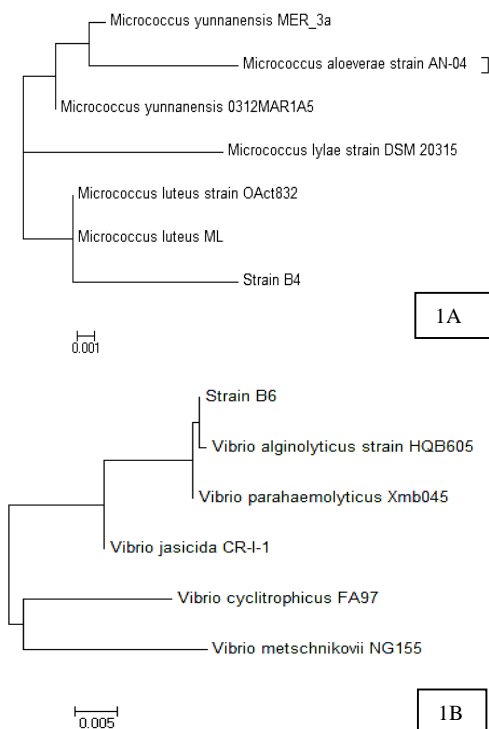 Micrococcus yunnanensis MER_3a
Micrococcus aloeverae strain AN-04
Micrococcus yunnanensis 0312MAR1A5
Micrococcus lylae strain DSM 20315
Micrococcus luteus strain OAct832
Micrococcus luteus ML
Strain B4
1A
0.001
Strain B6
Vibrio alginolyticus strain HQB605
Vibrio parahaemolyticus Xmb045
Vibrio jasicida CR-I-1
Vibrio cyclitrophicus FA97
Vibrio metschnikovii NG155
1B
0.005